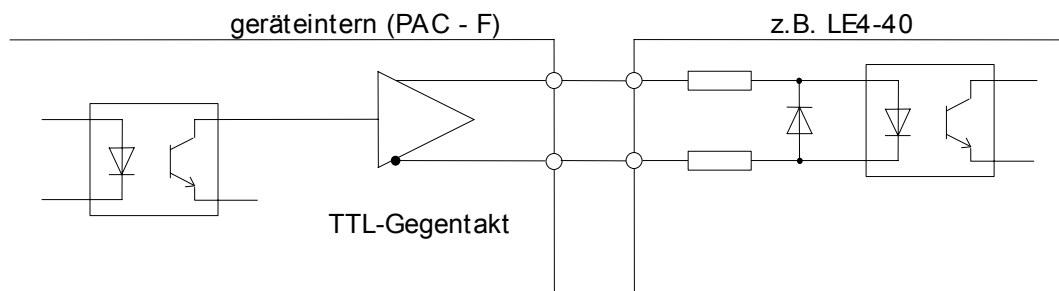 geräteintern (PAC - F)
z.B. LE4-40
TTL-Gegentakt